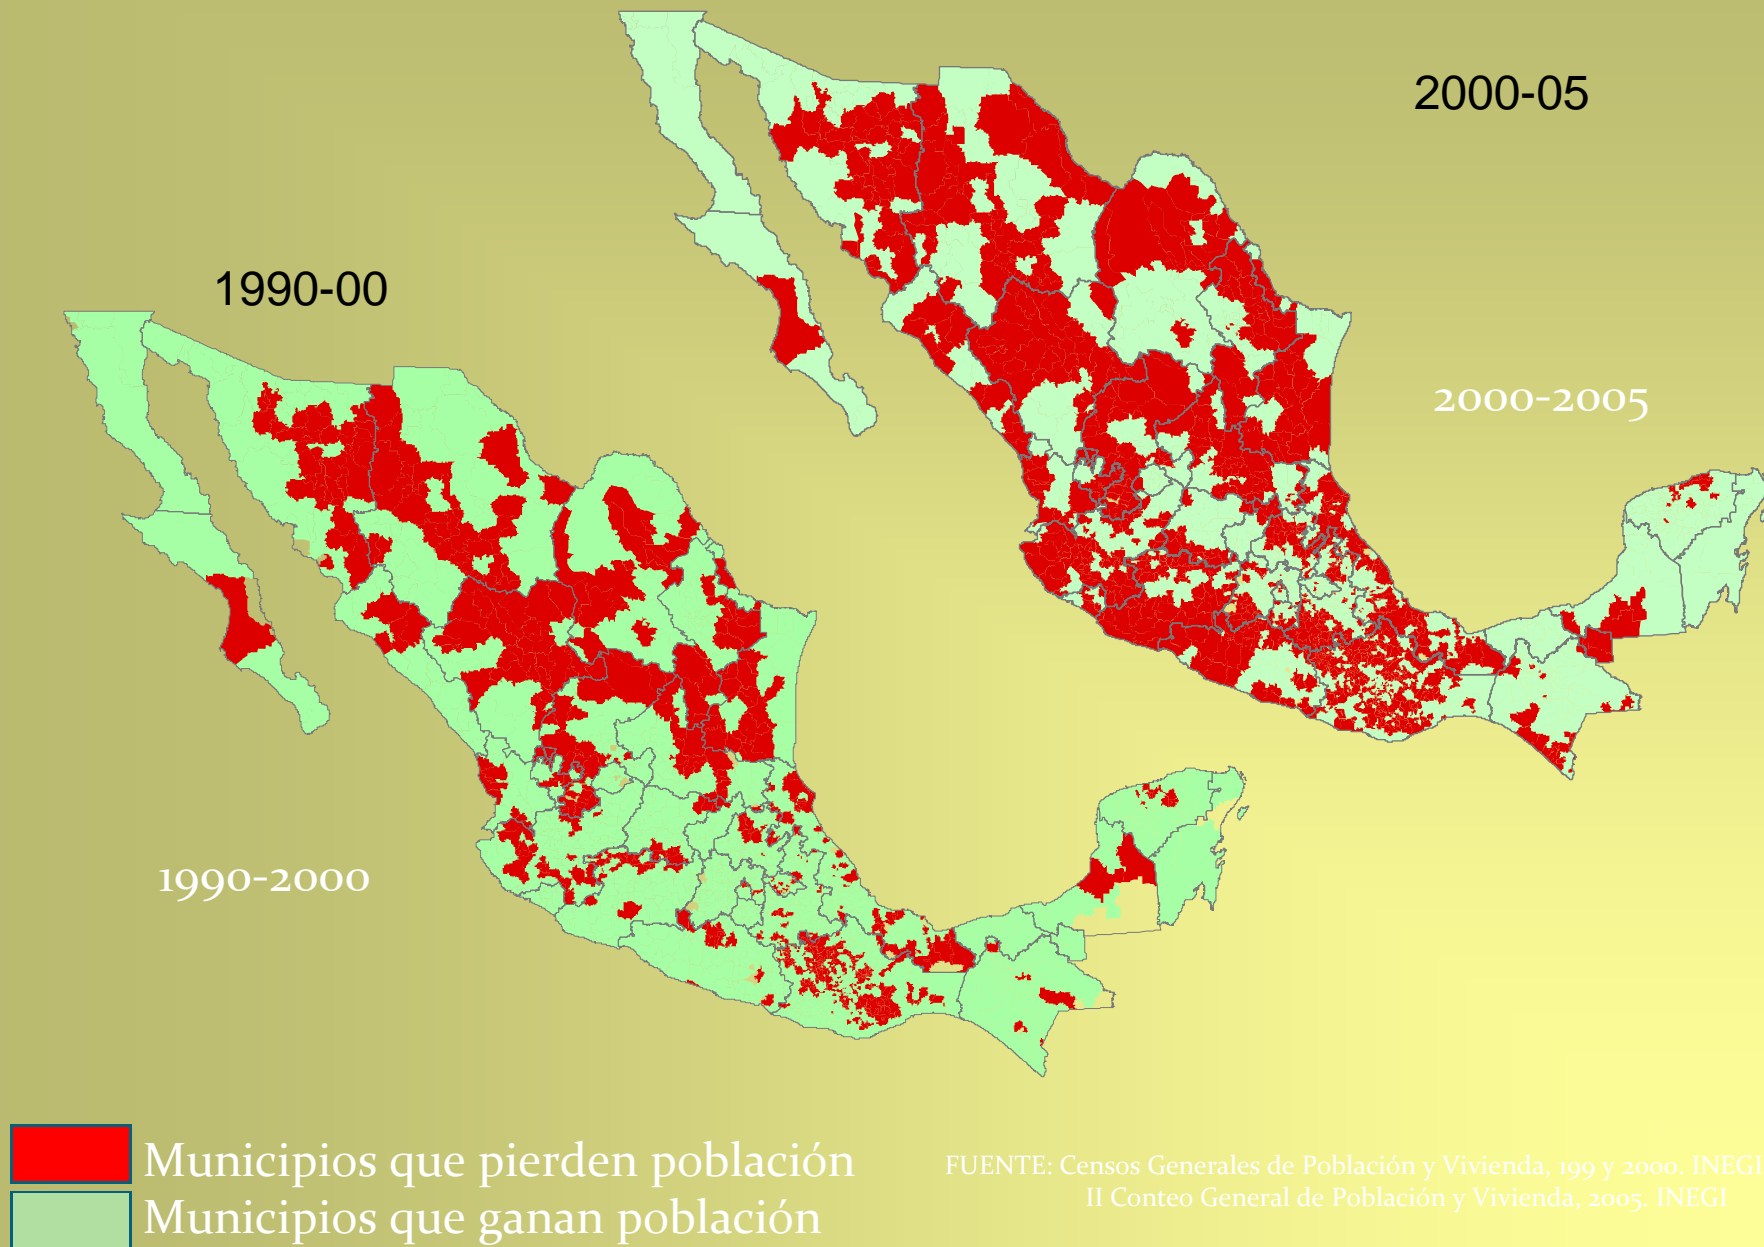 2000-05
1990-00
2000-2005
1990-2000
Municipios que pierden población
Municipios que ganan población
FUENTE: Censos Generales de Población y Vivienda, 199 y 2000. INEGI
II Conteo General de Población y Vivienda, 2005. INEGI